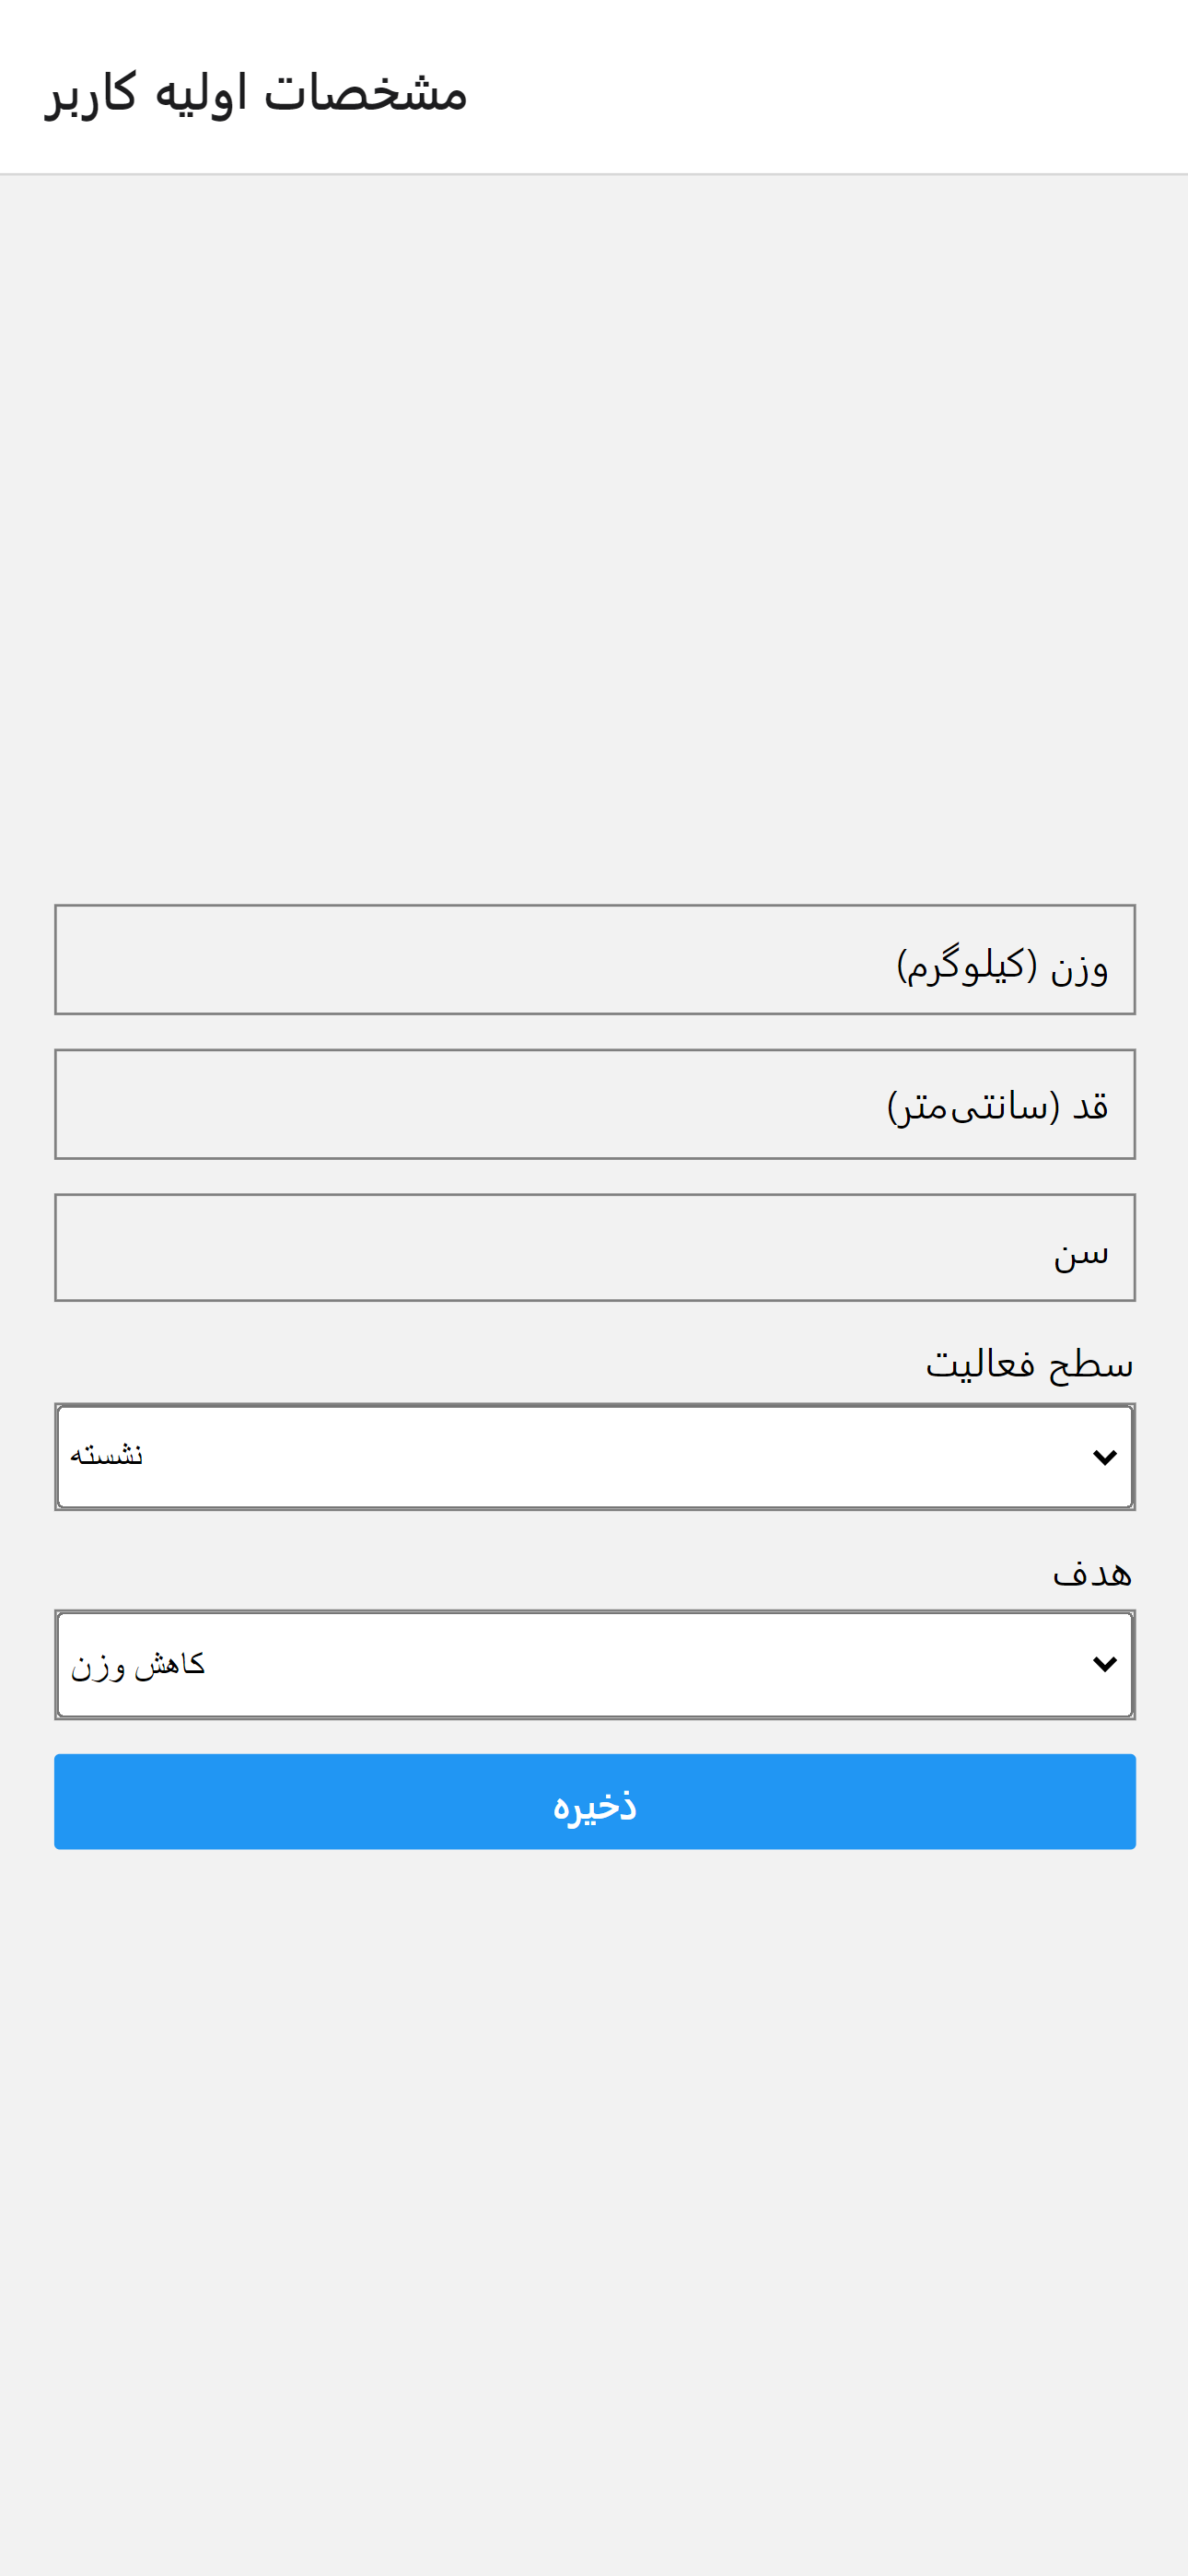 مشخصات اولیه کاربر
وزن (کیلوگرم)
قد (سانتی‌متر)
سن
سطح فعالیت
نشسته
هدف
کاهش وزن
ذخیره